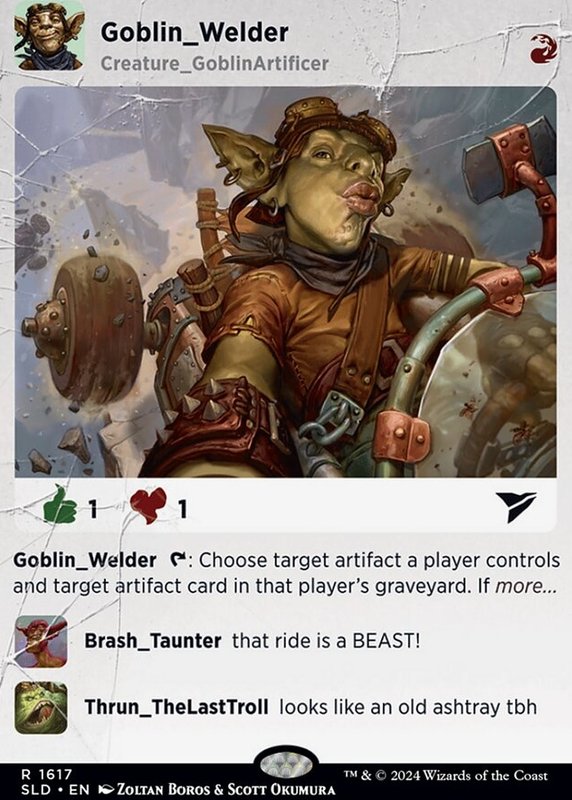 Goblin_Welder
Creature_GoblinArtificer
1 1
Goblin_Welder : Choose target artifact a player controls
and target artifact card in that player's graveyard. If more...
Brash_Taunter that ride is a BEAST!
Thrun_TheLastTroll looks like an old ashtray tbh
R 1617
SLD • EN Zoltan Boros & Scott Okumura
™ & © 2024 Wizards of the Coast